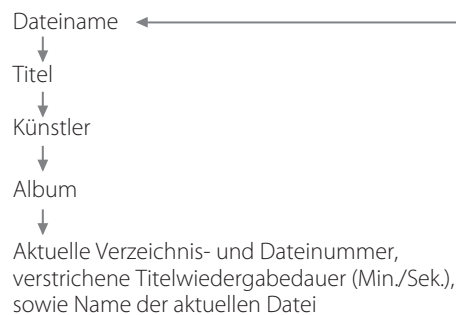 Dateiname
Titel
Künstler
Album
Aktuelle Verzeichnis- und Dateinummer,
verstrichene Titelwiedergabedauer (Min./Sek.),
sowie Name der aktuellen Datei